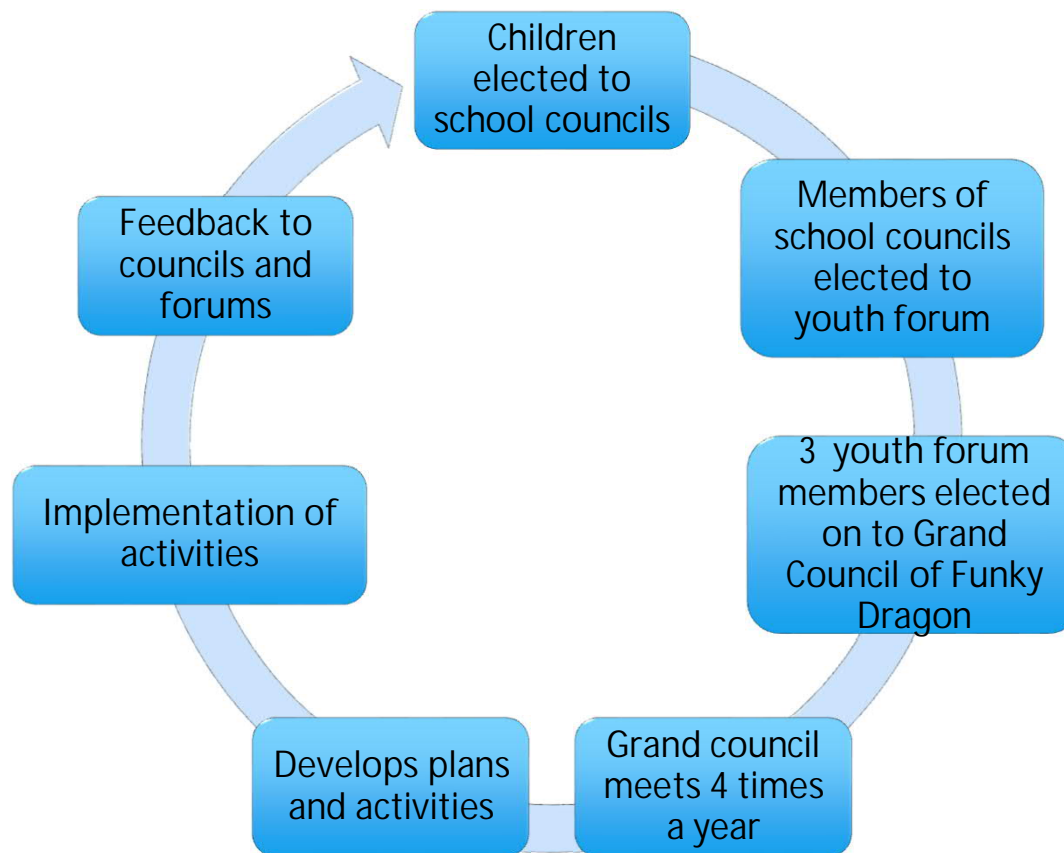 Children
elected to
school councils
Members of
school councils
elected to
youth forum
3 youth forum
members elected
on to Grand
Council of Funky
Dragon
Grand council
meets 4 times
a year
Develops plans
and activities
Implementation of
activities
Feedback to
councils and
forums